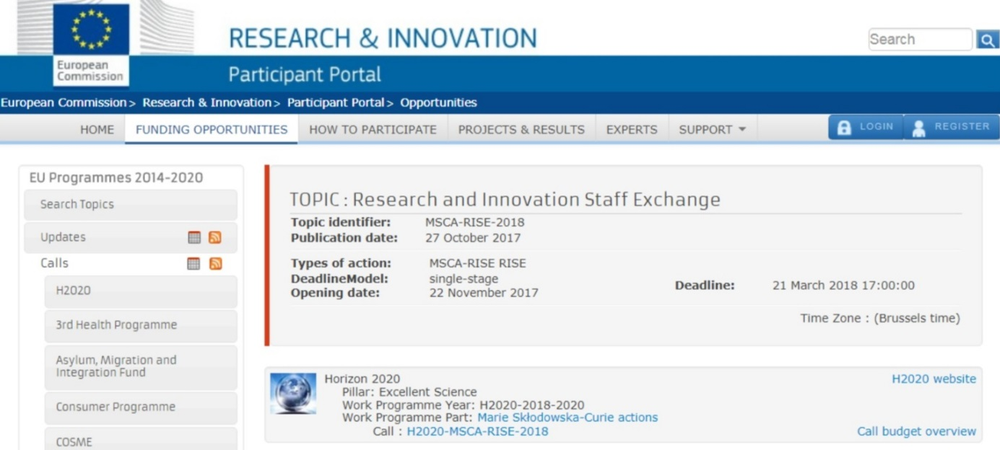 RESEARCH & INNOVATION
Search
European
Commission
Participant Portal
European Commission> Research & Innovation> Participant Portal> Opportunities
HOME FUNDING OPPORTUNITIES HOW TO PARTICIPATE PROJECTS & RESULTS EXPERTS SUPPORT LOGIN REGISTER
EU Programmes 2014-2020
Search Topics
Updates
Calls
H2020
3rd Health Programme
Asylum, Migration and
Integration Fund
Consumer Programme
COSME
TOPIC : Research and Innovation Staff Exchange
Topic identifier: MSCA-RISE-2018
Publication date: 27 October 2017
Types of action: MSCA-RISE RISE
DeadlineModel: single-stage
Opening date: 22 November 2017
Deadline: 21 March 2018 17:00:00
Time Zone : (Brussels time)
Horizon 2020 H2020 website
Pillar: Excellent Science
Work Programme Year: H2020-2018-2020
Work Programme Part: Marie Skłodowska-Curie actions
Call : H2020-MSCA-RISE-2018 Call budget overview